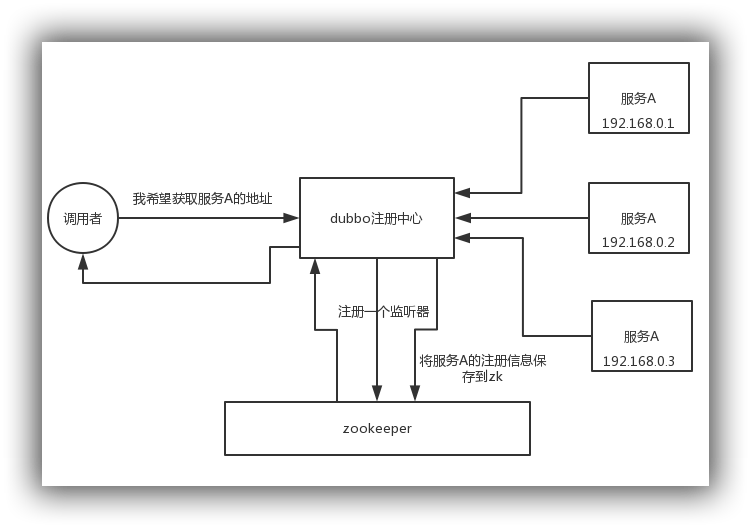 服务A
192.168.0.1
我希望获取服务A的地址
调用者
dubbo注册中心
服务A
192.168.0.2
注册一个监听器
服务A
192.168.0.3
将服务A的注册信息保
存到zk
zookeeper